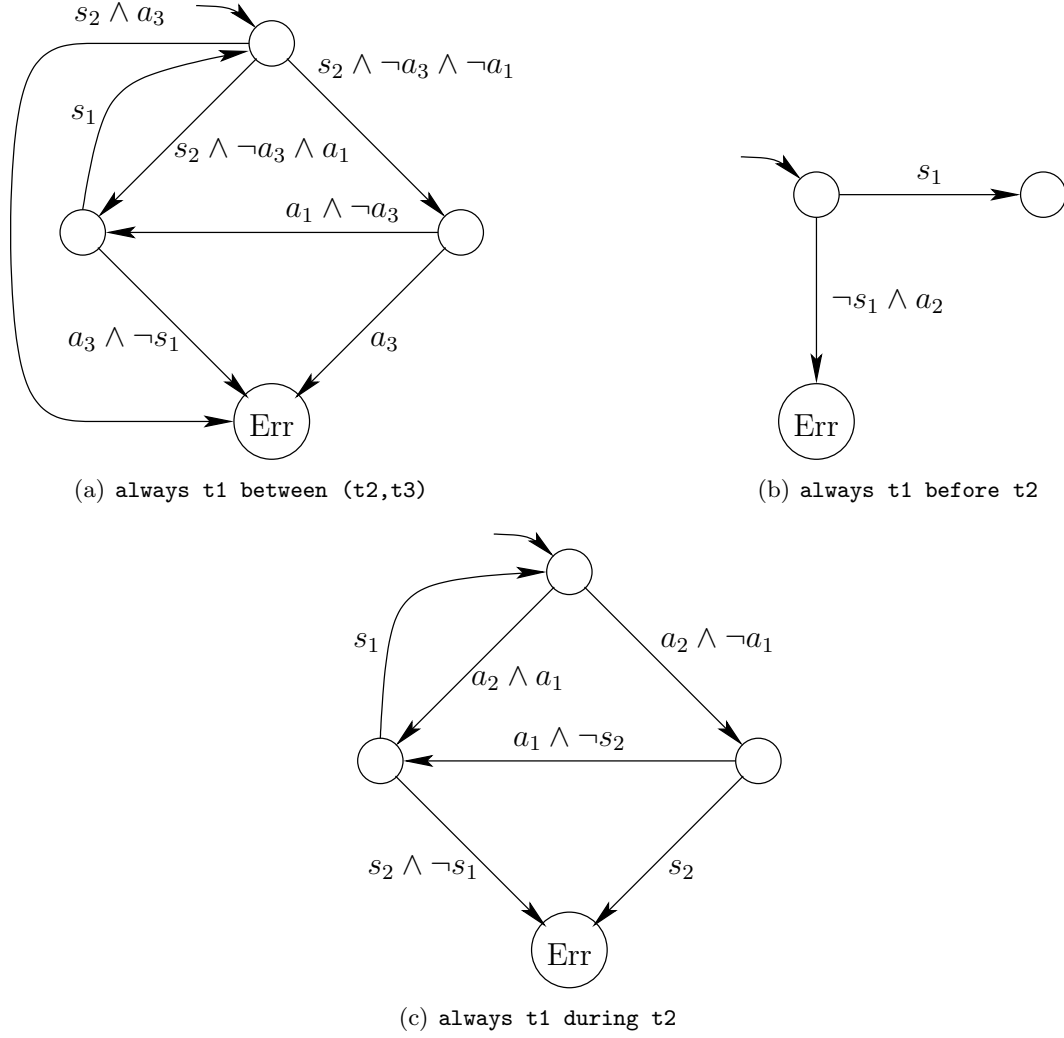 s₂ ∧ a₃
s₂ ∧ ¬a₃ ∧ ¬a₁
s₁
s₂ ∧ ¬a₃ ∧ a₁
a₁ ∧ ¬a₃
a₃ ∧ ¬s₁
a₃
Err
(a) always t1 between (t2,t3)
s₁
¬s₁ ∧ a₂
Err
(b) always t1 before t2
s₁
a₂ ∧ ¬a₁
a₂ ∧ a₁
a₁ ∧ ¬s₂
s₂ ∧ ¬s₁
s₂
Err
(c) always t1 during t2